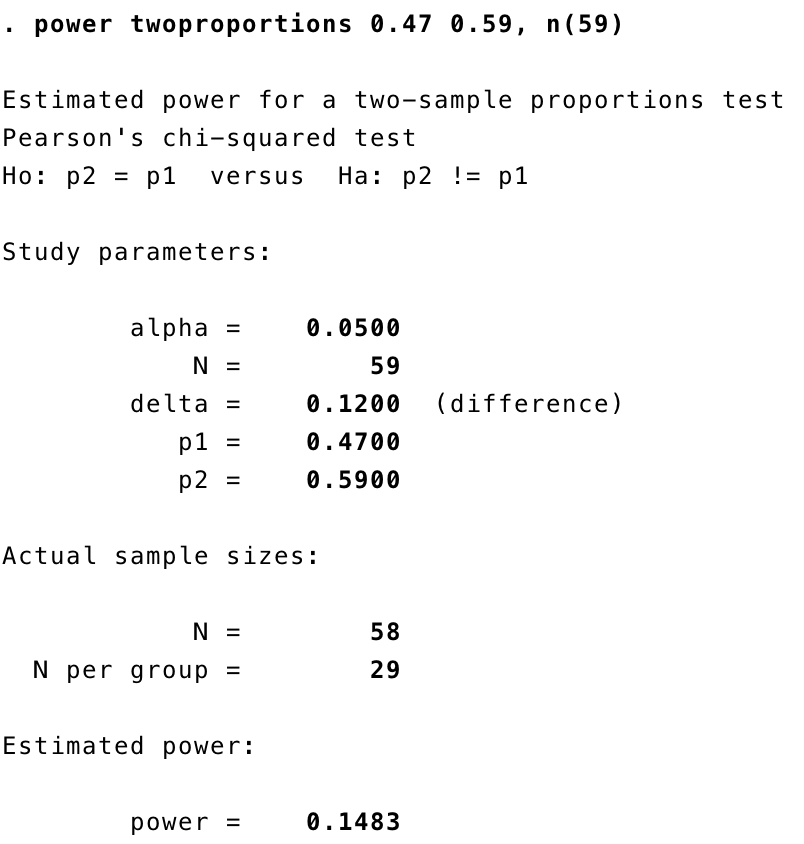 . power twoproportions 0.47 0.59, n(59)
Estimated power for a two-sample proportions test
Pearson's chi-squared test
Ho: p2 = p1  versus  Ha: p2 != p1
Study parameters:
alpha =    0.0500
N =        59
delta =    0.1200  (difference)
p1 =    0.4700
p2 =    0.5900
Actual sample sizes:
N =        58
N per group =        29
Estimated power:
power =    0.1483